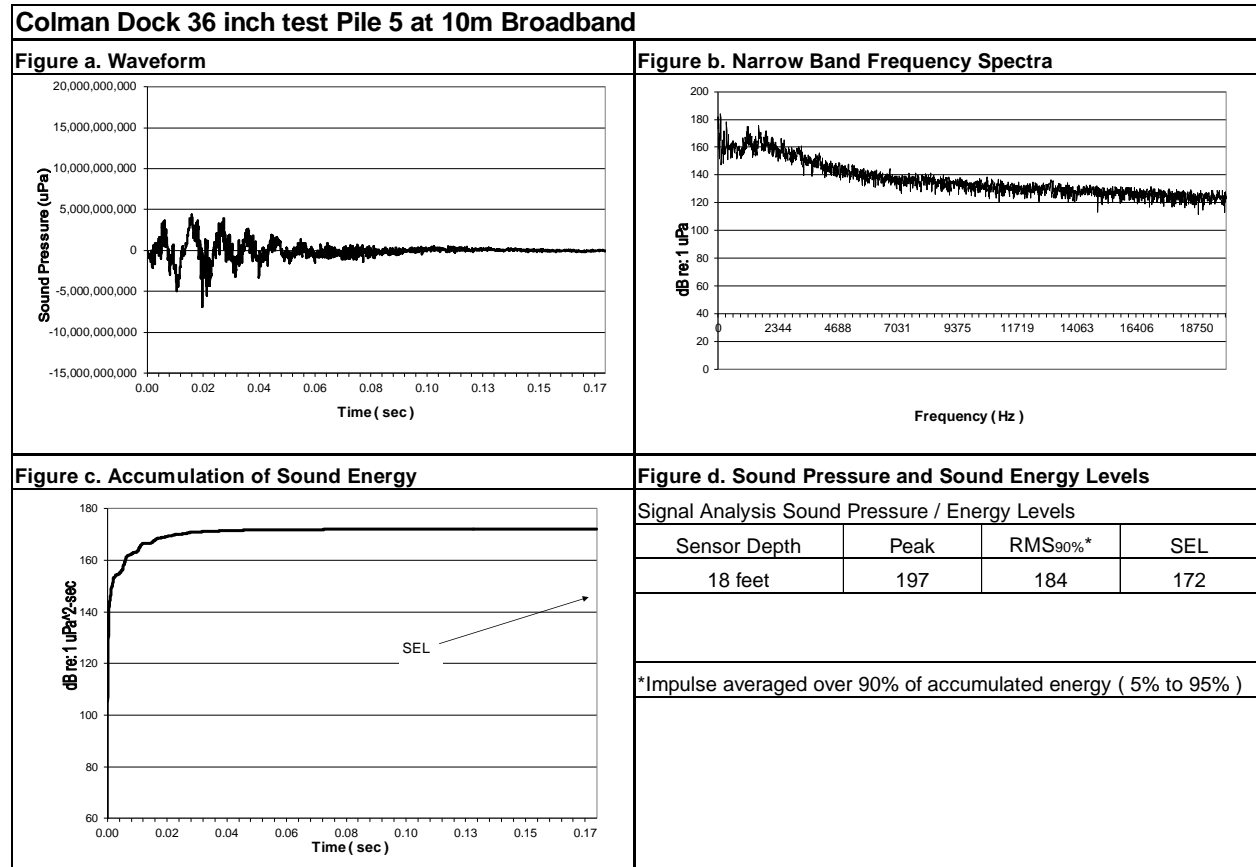 Colman Dock 36 inch test Pile 5 at 10m Broadband
Figure a. Waveform
20,000,000,000
15,000,000,000
10,000,000,000
5,000,000,000
0
-5,000,000,000
-10,000,000,000
-15,000,000,000
Sound Pressure (uPa)
0.00 0.02 0.04 0.06 0.08 0.10 0.13 0.15 0.17
Time ( sec )
Figure b. Narrow Band Frequency Spectra
200
180
160
140
120
100
80
60
40
20
0
dB re: 1 uPa
0 2344 4688 7031 9375 11719 14063 16406 18750
Frequency ( Hz )
Figure c. Accumulation of Sound Energy
180
160
140
120
100
80
60
dB re: 1 uPa^2-sec
SEL
0.00 0.02 0.04 0.06 0.08 0.10 0.13 0.15 0.17
Time ( sec )
Figure d. Sound Pressure and Sound Energy Levels
Signal Analysis Sound Pressure / Energy Levels
Sensor Depth Peak RMS90%* SEL
18 feet 197 184 172
*Impulse averaged over 90% of accumulated energy ( 5% to 95% )